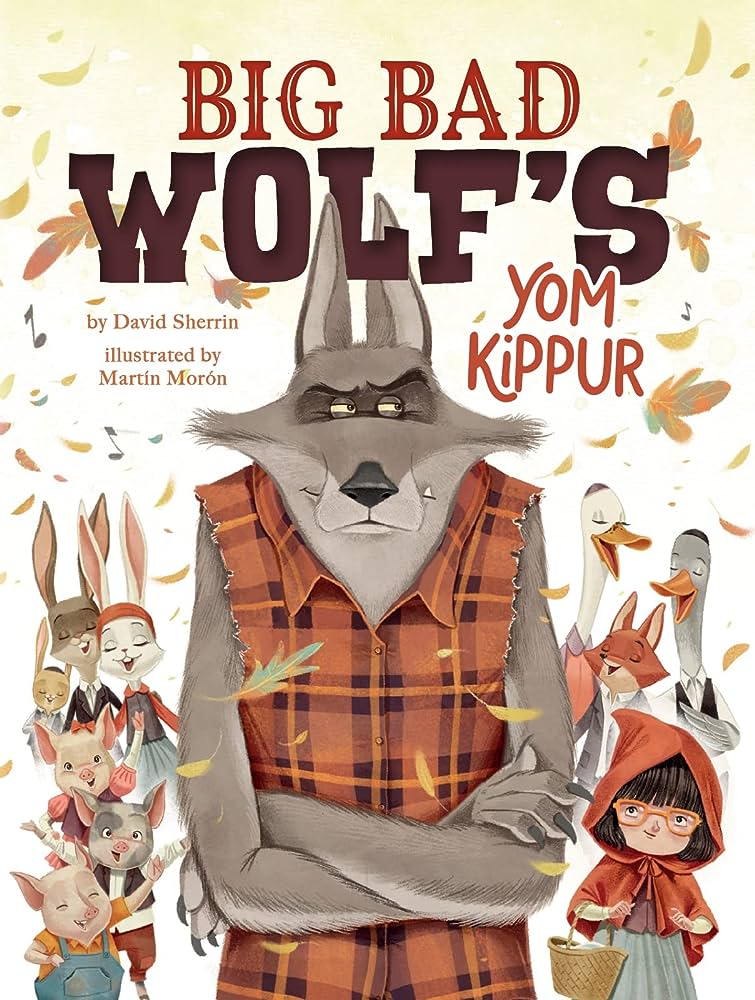 BIG BAD
WOLF'S
YOM
KiPPUR
by David Sherrin
illustrated by
Martín Morón